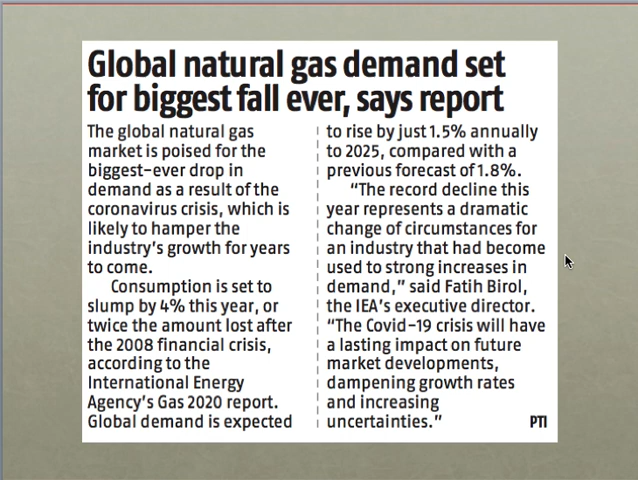 Global natural gas demand set
for biggest fall ever, says report
The global natural gas
market is poised for the
biggest-ever drop in
demand as a result of the
coronavirus crisis, which is
likely to hamper the
industry's growth for years
to come.
Consumption is set to
slump by 4% this year, or
twice the amount lost after
the 2008 financial crisis,
according to the
International Energy
Agency's Gas 2020 report.
Global demand is expected
to rise by just 1.5% annually
to 2025, compared with a
previous forecast of 1.8%.
“The record decline this
year represents a dramatic
change of circumstances for
an industry that had become
used to strong increases in
demand,” said Fatih Birol,
the IEA's executive director.
“The Covid-19 crisis will have
a lasting impact on future
market developments,
dampening growth rates
and increasing
uncertainties.” PTI